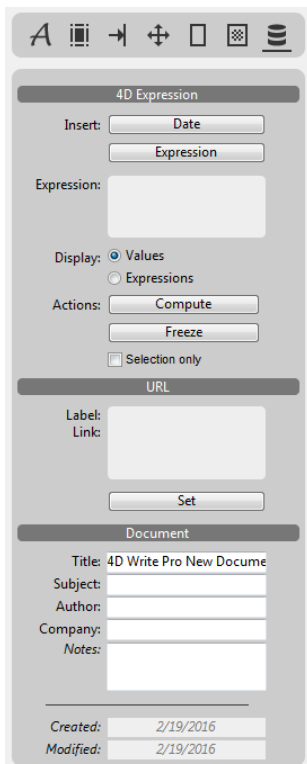 A
4D Expression
Insert: Date
Expression
Expression:
Display: Values
Expressions
Actions: Compute
Freeze
Selection only
URL
Label:
Link:
Set
Document
Title: 4D Write Pro New Docume
Subject:
Author:
Company:
Notes:
Created: 2/19/2016
Modified: 2/19/2016